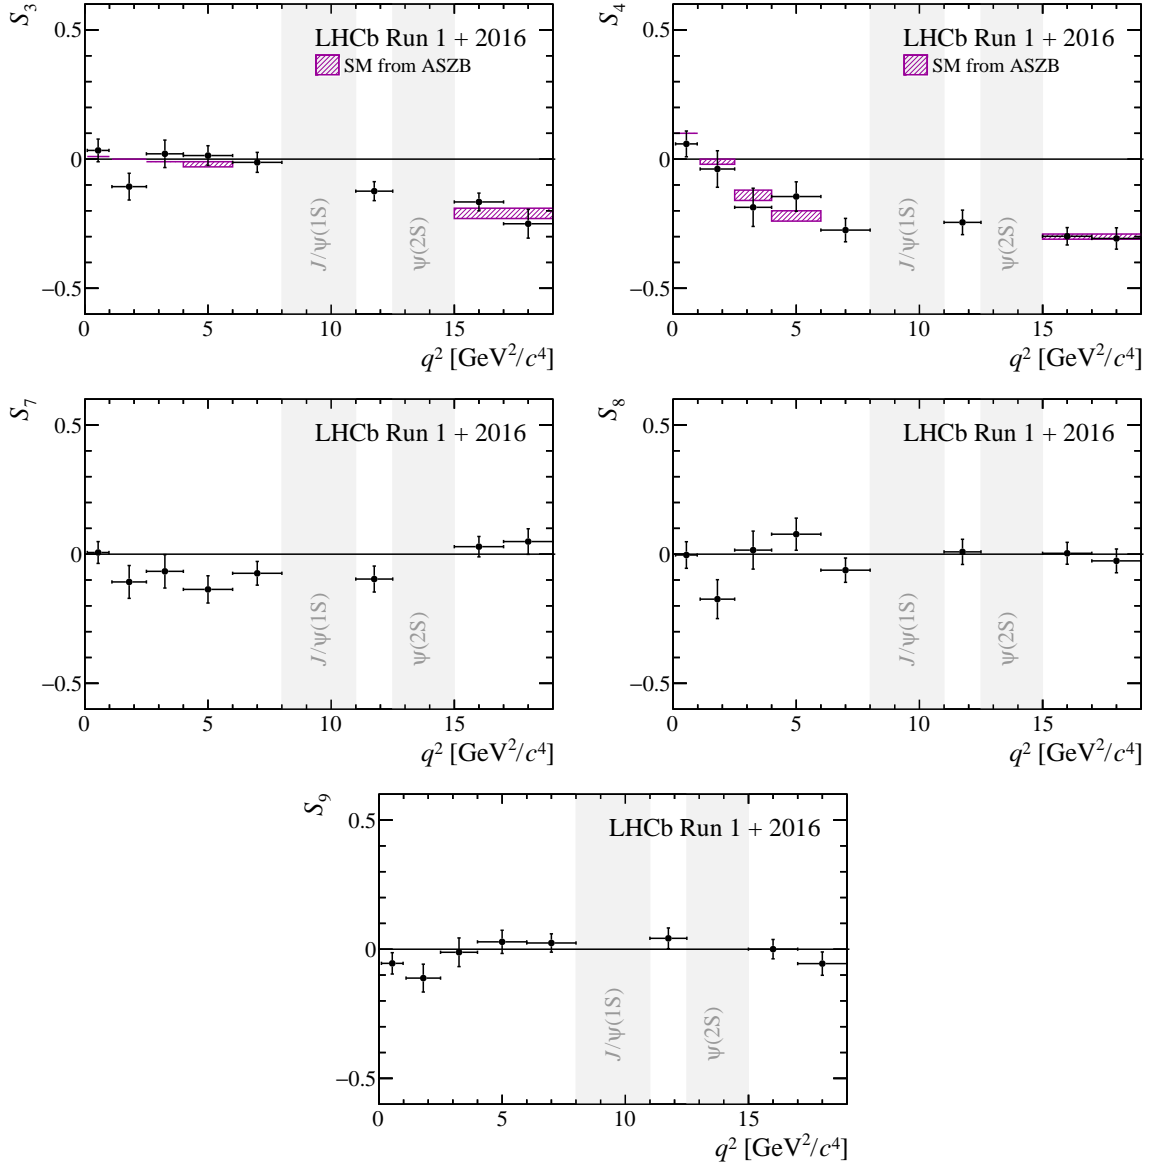 S₃
0.5
0
−0.5
LHCb Run 1 + 2016
SM from ASZB
J/ψ(1S)
ψ(2S)
0 5 10 15
q² [GeV²/c⁴]
S₄
0.5
0
−0.5
LHCb Run 1 + 2016
SM from ASZB
J/ψ(1S)
ψ(2S)
0 5 10 15
q² [GeV²/c⁴]
S₇
0.5
0
−0.5
LHCb Run 1 + 2016
J/ψ(1S)
ψ(2S)
0 5 10 15
q² [GeV²/c⁴]
S₈
0.5
0
−0.5
LHCb Run 1 + 2016
J/ψ(1S)
ψ(2S)
0 5 10 15
q² [GeV²/c⁴]
S₉
0.5
0
−0.5
LHCb Run 1 + 2016
J/ψ(1S)
ψ(2S)
0 5 10 15
q² [GeV²/c⁴]